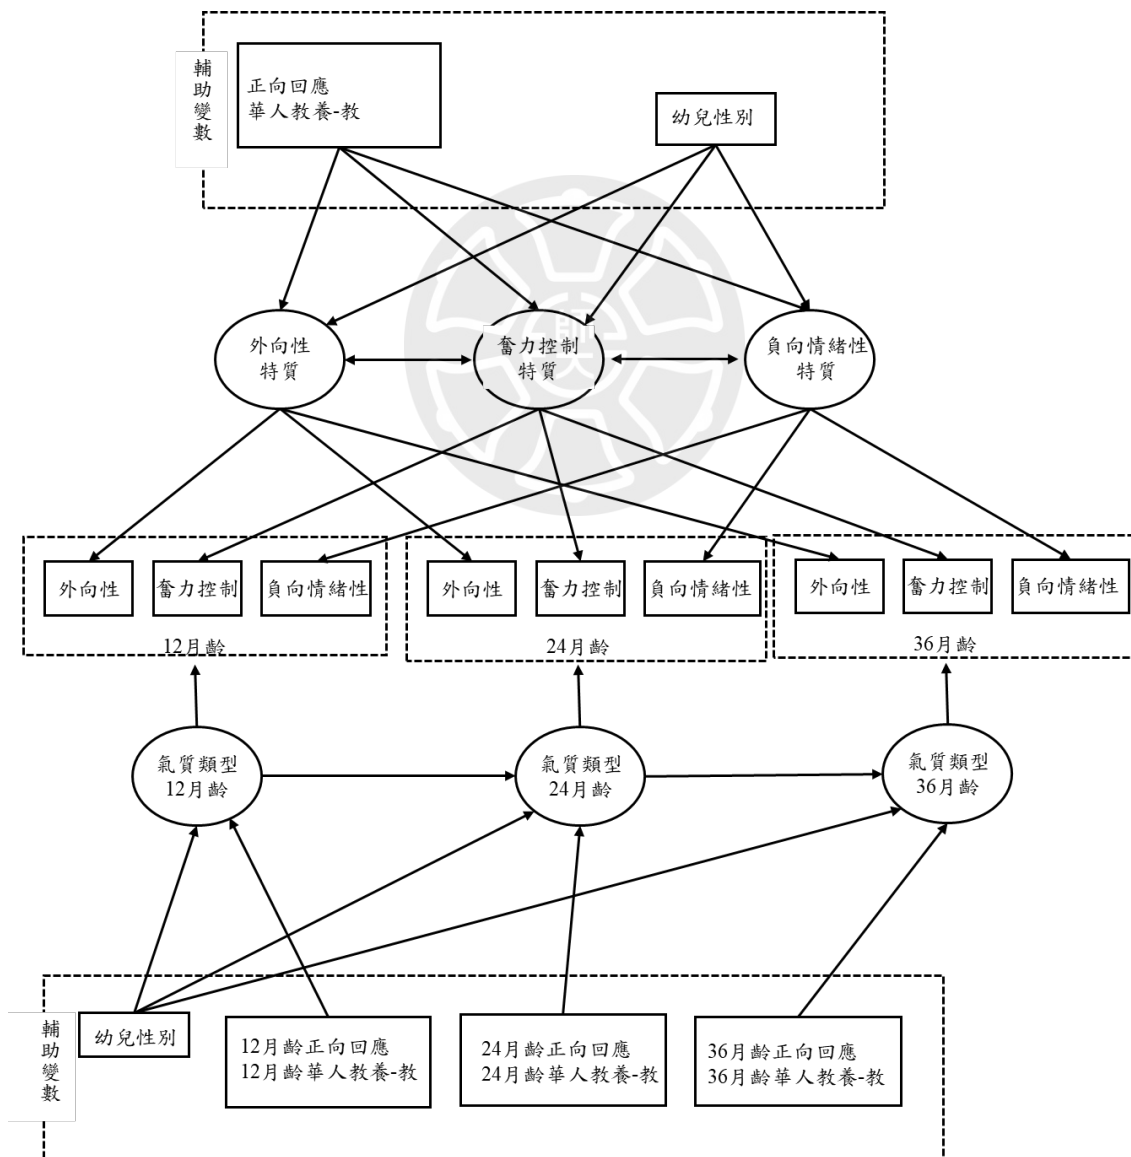 輔助變數
正向回應
華人教養-教
幼兒性別
外向性
特質
奮力控制
特質
負向情緒性
特質
外向性
奮力控制
負向情緒性
12月齡
外向性
奮力控制
負向情緒性
24月齡
外向性
奮力控制
負向情緒性
36月齡
氣質類型
12月齡
氣質類型
24月齡
氣質類型
36月齡
輔助變數
幼兒性別
12月齡正向回應
12月齡華人教養-教
24月齡正向回應
24月齡華人教養-教
36月齡正向回應
36月齡華人教養-教